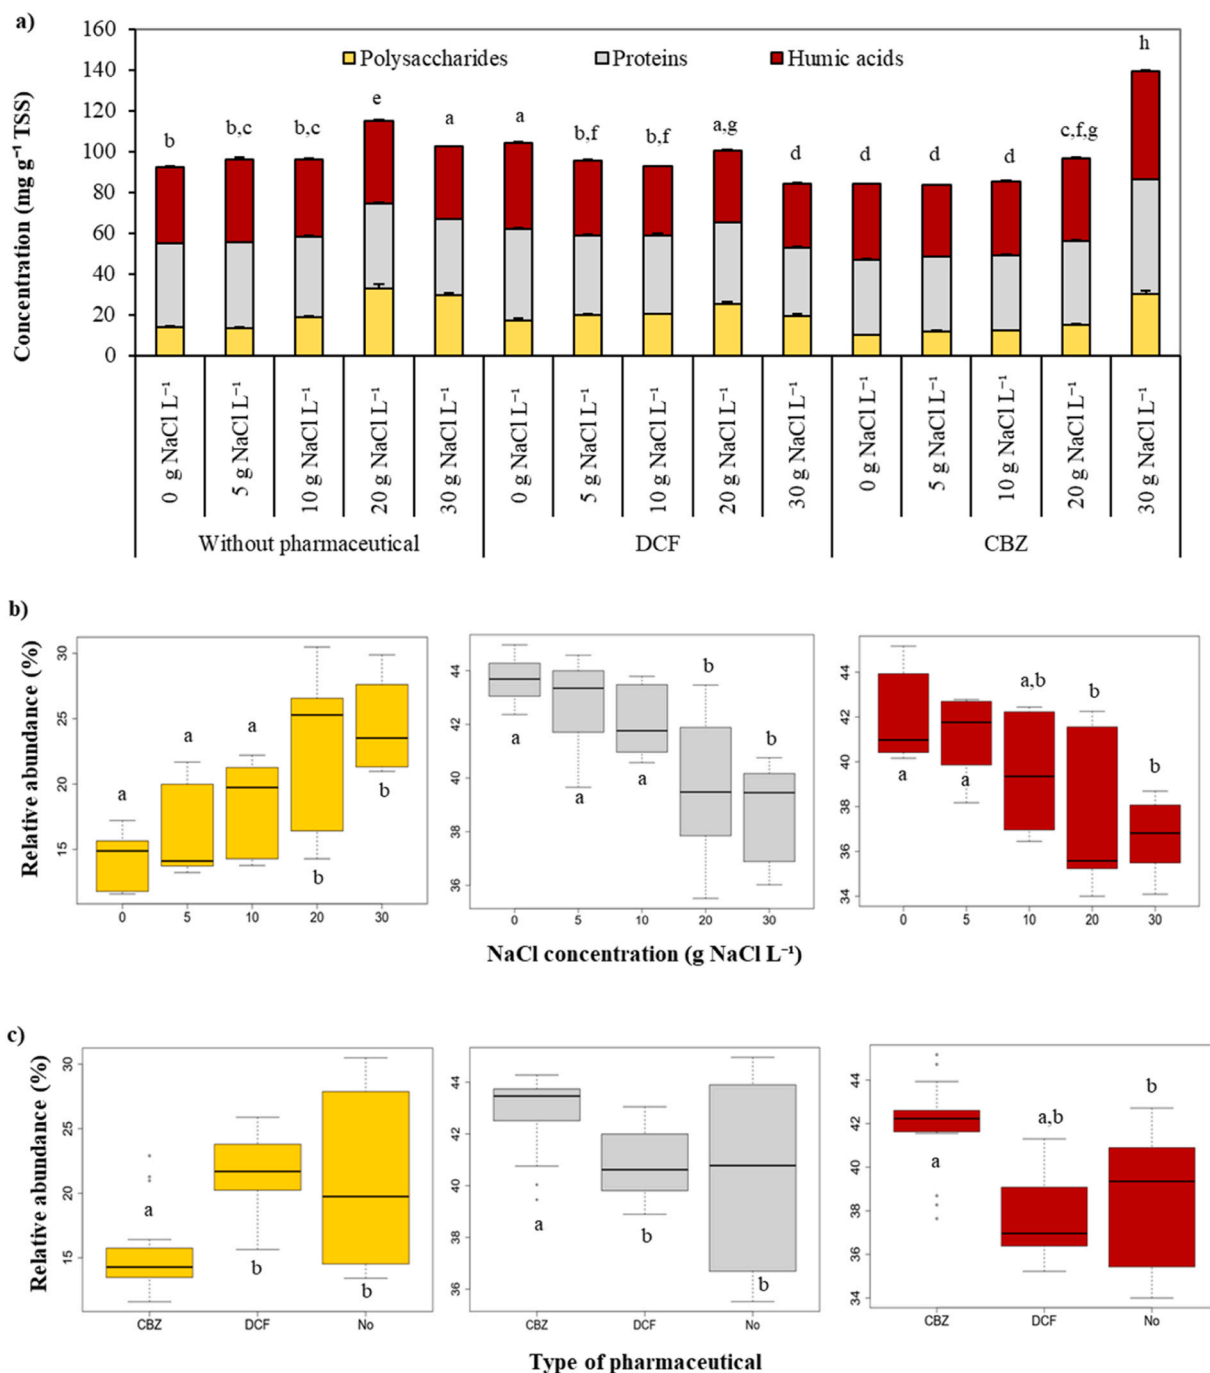 a)
Concentration (mg g⁻¹ TSS)
160
140
120
100
80
60
40
20
0
Polysaccharides Proteins Humic acids
b b,c b,c e a a b,f b,f a,g d d d d c,f,g h
0 g NaCl L⁻¹
5 g NaCl L⁻¹
10 g NaCl L⁻¹
20 g NaCl L⁻¹
30 g NaCl L⁻¹
0 g NaCl L⁻¹
5 g NaCl L⁻¹
10 g NaCl L⁻¹
20 g NaCl L⁻¹
30 g NaCl L⁻¹
0 g NaCl L⁻¹
5 g NaCl L⁻¹
10 g NaCl L⁻¹
20 g NaCl L⁻¹
30 g NaCl L⁻¹
Without pharmaceutical DCF CBZ
b)
Relative abundance (%)
30
25
20
15
a a a b b
0 5 10 20 30
44
42
40
38
36
a a a b b
0 5 10 20 30
44
42
40
38
36
34
a a a,b b b
0 5 10 20 30
NaCl concentration (g NaCl L⁻¹)
c)
Relative abundance (%)
30
25
20
15
a b b
CBZ DCF No
44
42
40
38
36
a b b
CBZ DCF No
44
42
40
38
36
34
a a,b b
CBZ DCF No
Type of pharmaceutical